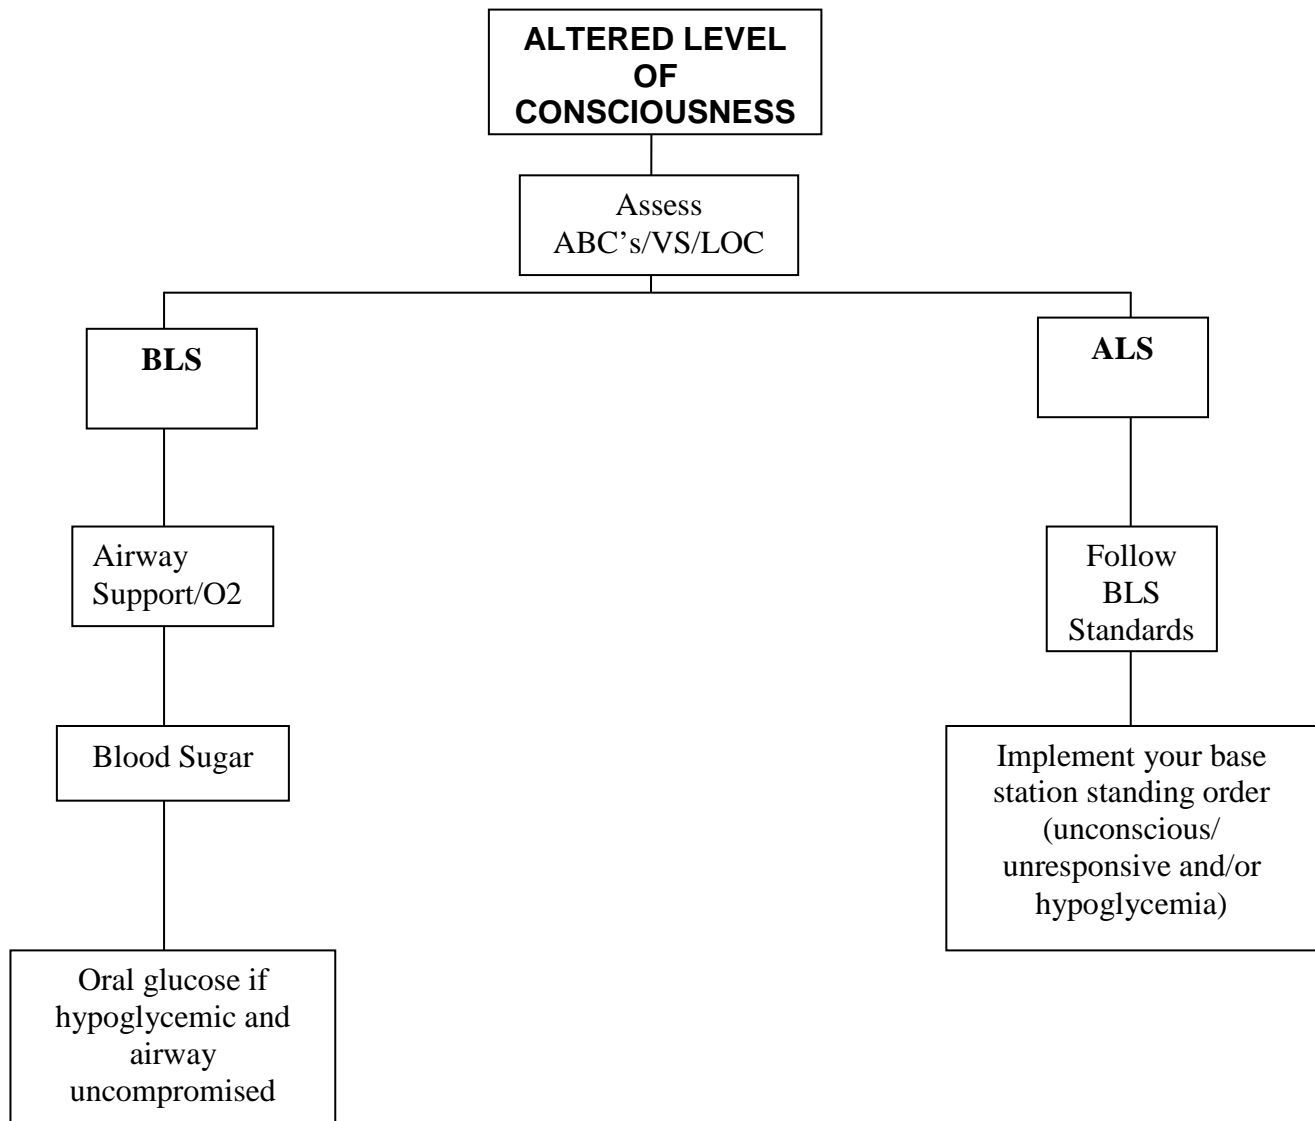 ALTERED LEVEL
OF
CONSCIOUSNESS
Assess
ABC’s/VS/LOC
BLS
Airway
Support/O2
Blood Sugar
Oral glucose if
hypoglycemic and
airway
uncompromised
ALS
Follow
BLS
Standards
Implement your base
station standing order
(unconscious/
unresponsive and/or
hypoglycemia)